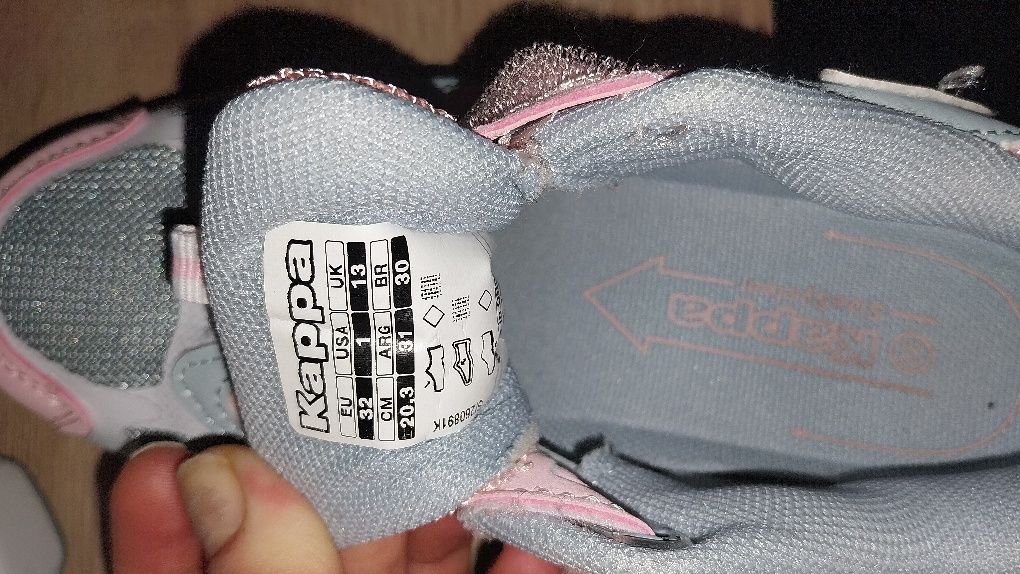 Kappa
EU USA UK
32 1 13
CM ARG BR
20.3 31 30
Kappa